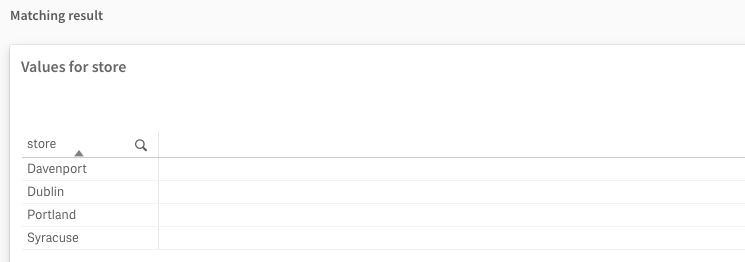 Matching result
Values for store
store
Davenport
Dublin
Portland
Syracuse